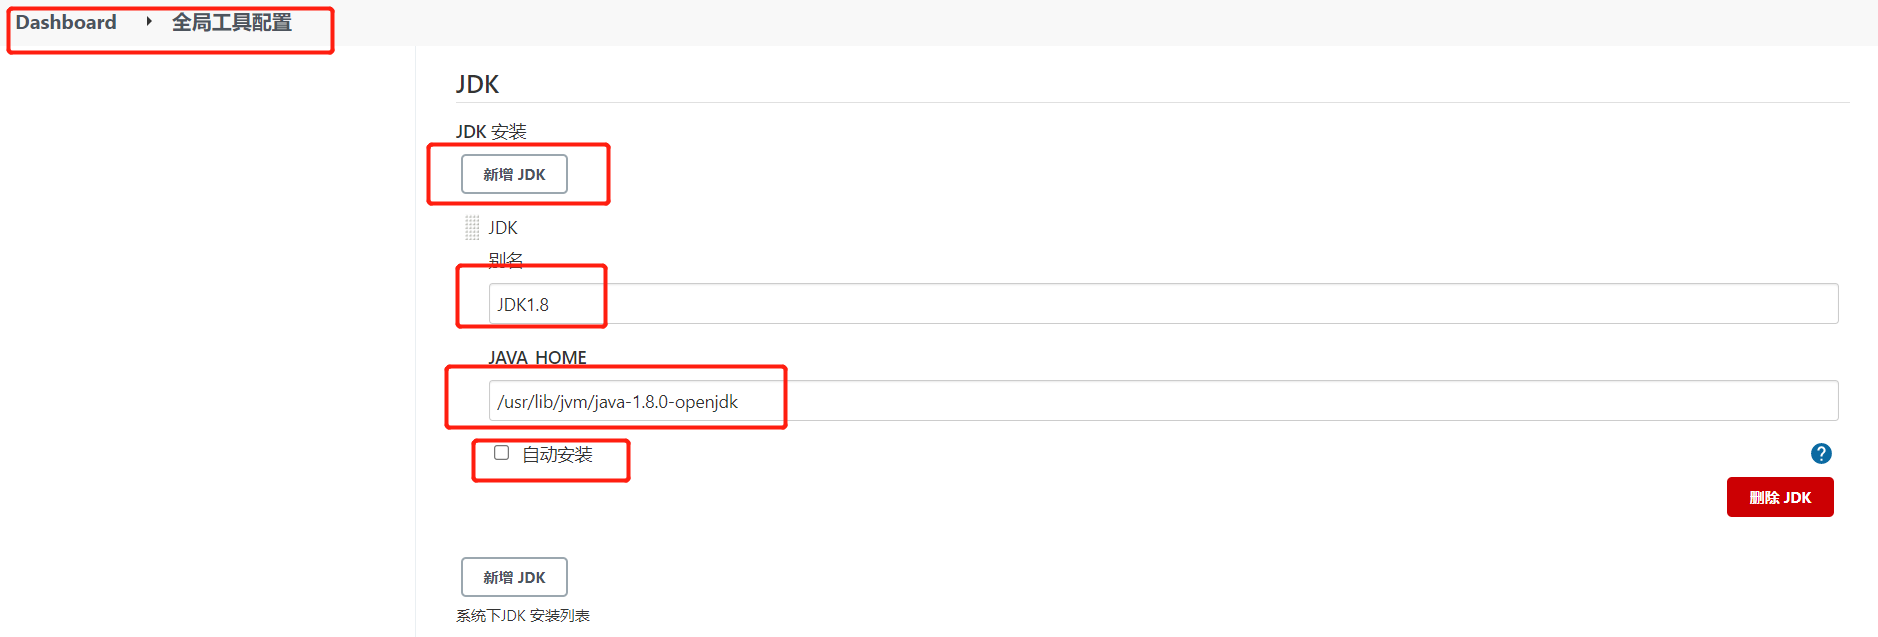 Dashboard 全局工具配置
JDK
JDK 安装
新增 JDK
JDK
别名
JDK1.8
JAVA_HOME
/usr/lib/jvm/java-1.8.0-openjdk
自动安装
?
删除 JDK
新增 JDK
系统下JDK 安装列表